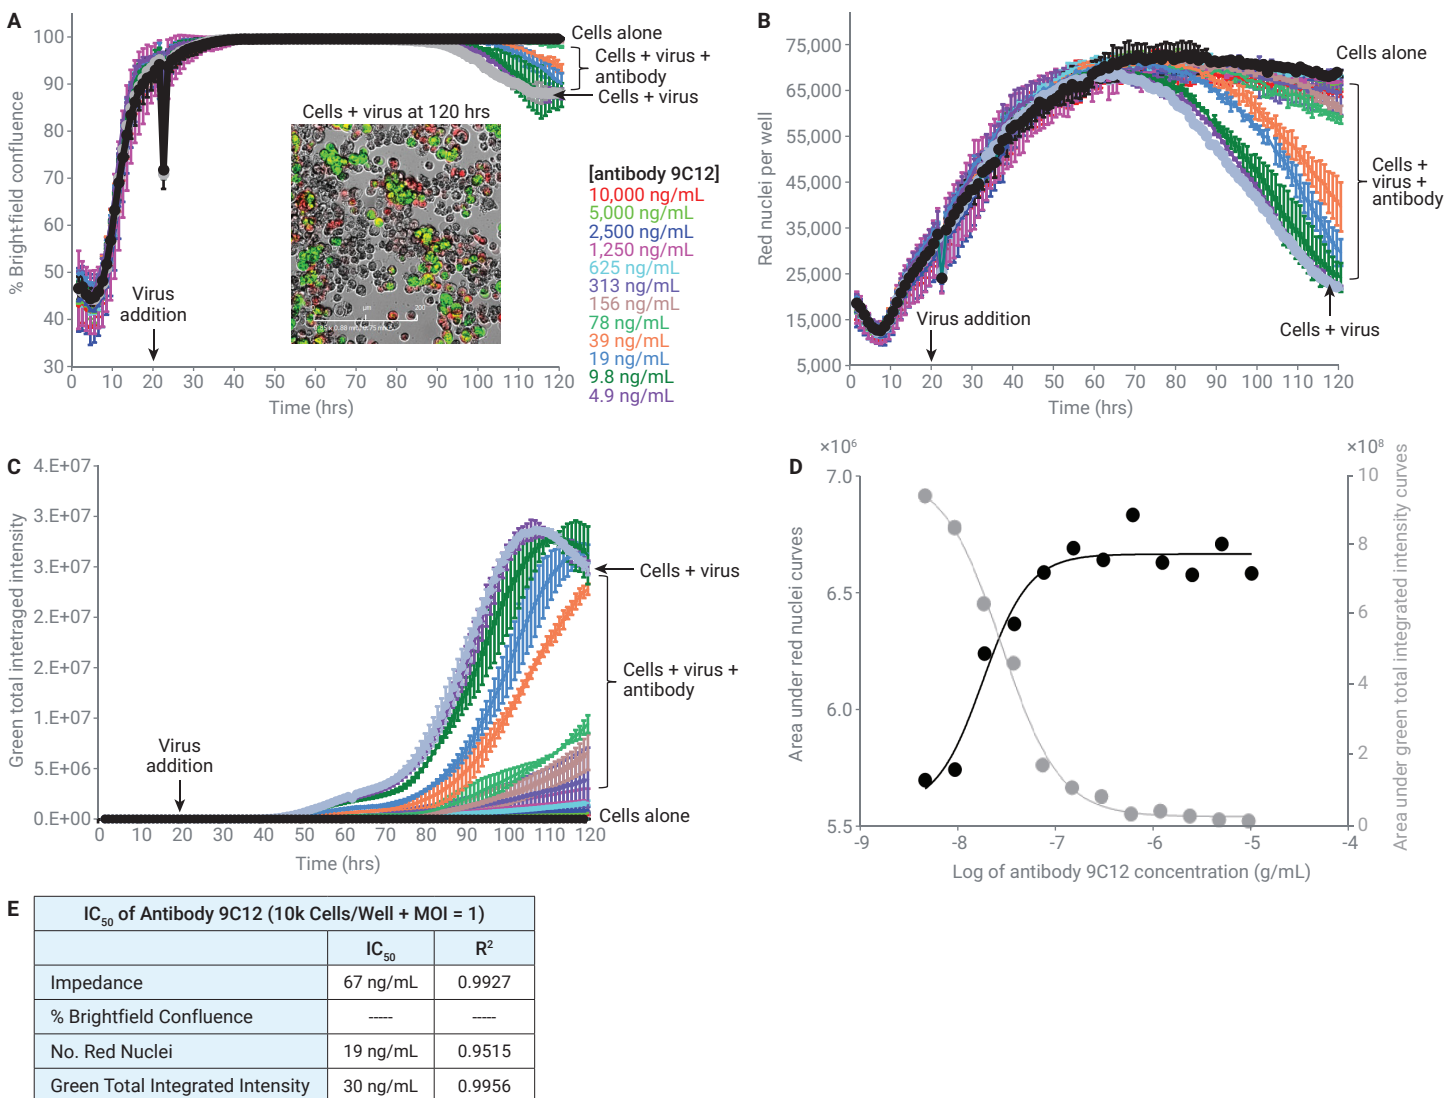 A
% Brightfield confluence
100
90
80
70
60
50
40
30
0 10 20 30 40 50 60 70 80 90 100 110 120
Time (hrs)
Virus
addition
Cells + virus at 120 hrs
µm
200
Cells alone
Cells + virus +
antibody
Cells + virus
[antibody 9C12]
10,000 ng/mL
5,000 ng/mL
2,500 ng/mL
1,250 ng/mL
625 ng/mL
313 ng/mL
156 ng/mL
78 ng/mL
39 ng/mL
19 ng/mL
9.8 ng/mL
4.9 ng/mL
B
Red nuclei per well
75,000
65,000
55,000
45,000
35,000
25,000
15,000
5,000
0 10 20 30 40 50 60 70 80 90 100 110 120
Time (hrs)
Virus addition
Cells alone
Cells +
virus +
antibody
Cells + virus
C
Green total intetraged intensity
4.E+07
3.E+07
3.E+07
2.E+07
2.E+07
1.E+07
5.E+06
0.E+00
0 10 20 30 40 50 60 70 80 90 100 110 120
Time (hrs)
Virus
addition
Cells + virus
Cells + virus +
antibody
Cells alone
D
×10⁶
×10⁸
Area under red nuclei curves
7.0
6.5
6.0
5.5
10
8
6
4
2
0
Area under green total integrated intensity curves
-9 -8 -7 -6 -5 -4
Log of antibody 9C12 concentration (g/mL)
E
IC₅₀ of Antibody 9C12 (10k Cells/Well + MOI = 1)
IC₅₀ R²
Impedance 67 ng/mL 0.9927
% Brightfield Confluence ----- -----
No. Red Nuclei 19 ng/mL 0.9515
Green Total Integrated Intensity 30 ng/mL 0.9956